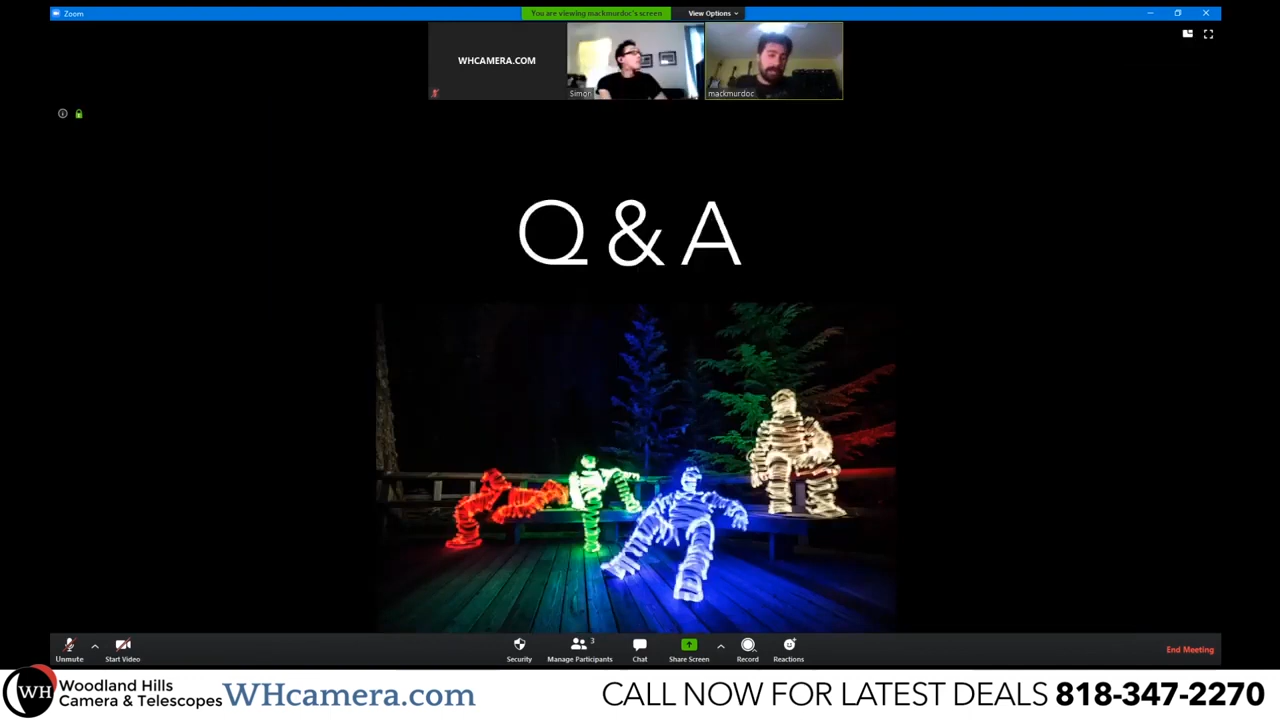 Zoom
You are viewing mackmurdoc's screen
View Options
WHCAMERA.COM
Simon
mackmurdoc
Q & A
Unmute
Start Video
Security
3
Manage Participants
Chat
Share Screen
Record
Reactions
End Meeting
WH
Woodland Hills
Camera & Telescopes
WHcamera.com
CALL NOW FOR LATEST DEALS 818-347-2270